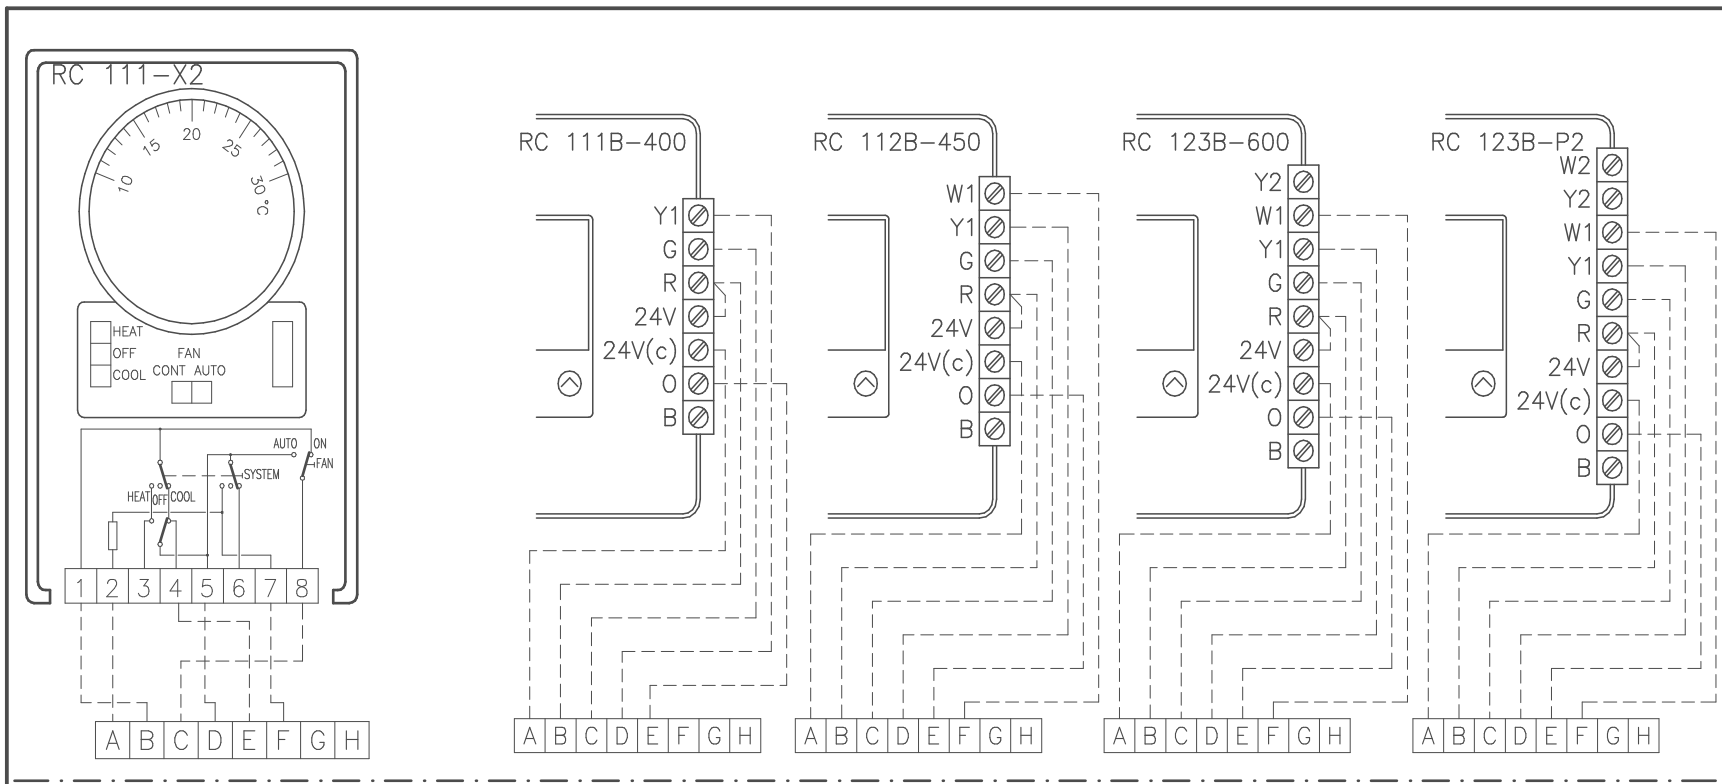 RC 111-X2
10 15 20 25 30 °C
HEAT
OFF
COOL
FAN
CONT AUTO
AUTO ON
FAN
SYSTEM
HEAT OFF COOL
1 2 3 4 5 6 7 8
A B C D E F G H
RC 111B-400
Y1
G
R
24V
24V(c)
O
B
A B C D E F G H
RC 112B-450
W1
Y1
G
R
24V
24V(c)
O
B
A B C D E F G H
RC 123B-600
Y2
W1
Y1
G
R
24V
24V(c)
O
B
A B C D E F G H
RC 123B-P2
W2
Y2
W1
Y1
G
R
24V
24V(c)
O
B
A B C D E F G H